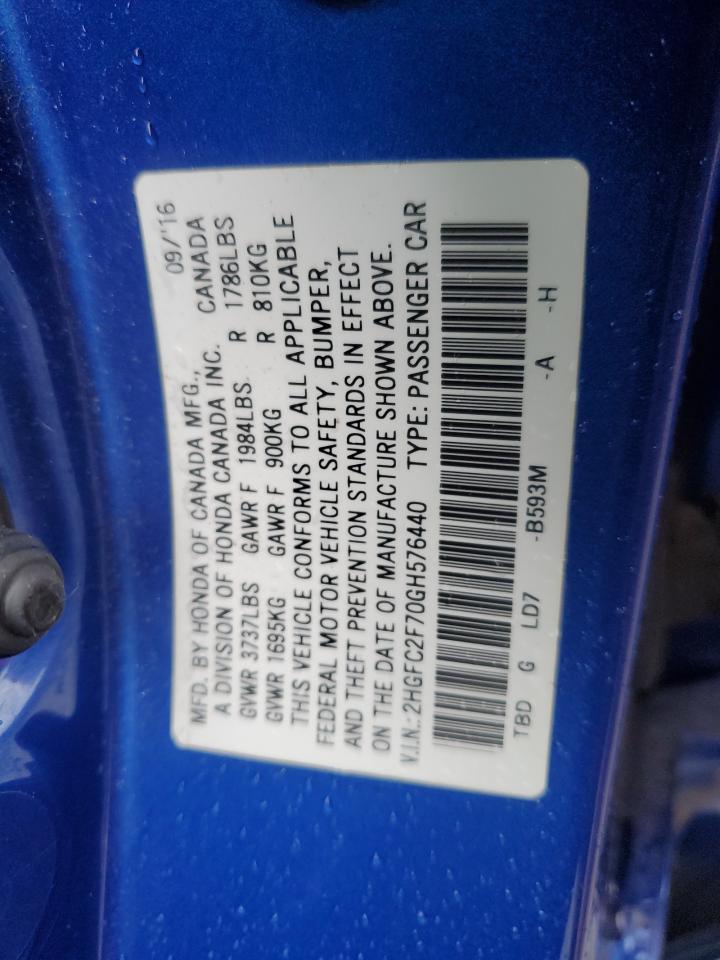 09/'16
MFD. BY HONDA OF CANADA MFG.,
A DIVISION OF HONDA CANADA INC. CANADA
GVWR 3737LBS GAWR F 1984LBS. R 1786LBS
GVWR 1695KG GAWR F 900KG R 810KG
THIS VEHICLE CONFORMS TO ALL APPLICABLE
FEDERAL MOTOR VEHICLE SAFETY, BUMPER,
AND THEFT PREVENTION STANDARDS IN EFFECT
ON THE DATE OF MANUFACTURE SHOWN ABOVE.
V.I.N.: 2HGFC2F70GH576440 TYPE: PASSENGER CAR
TBD G LD7 -B593M -A -H